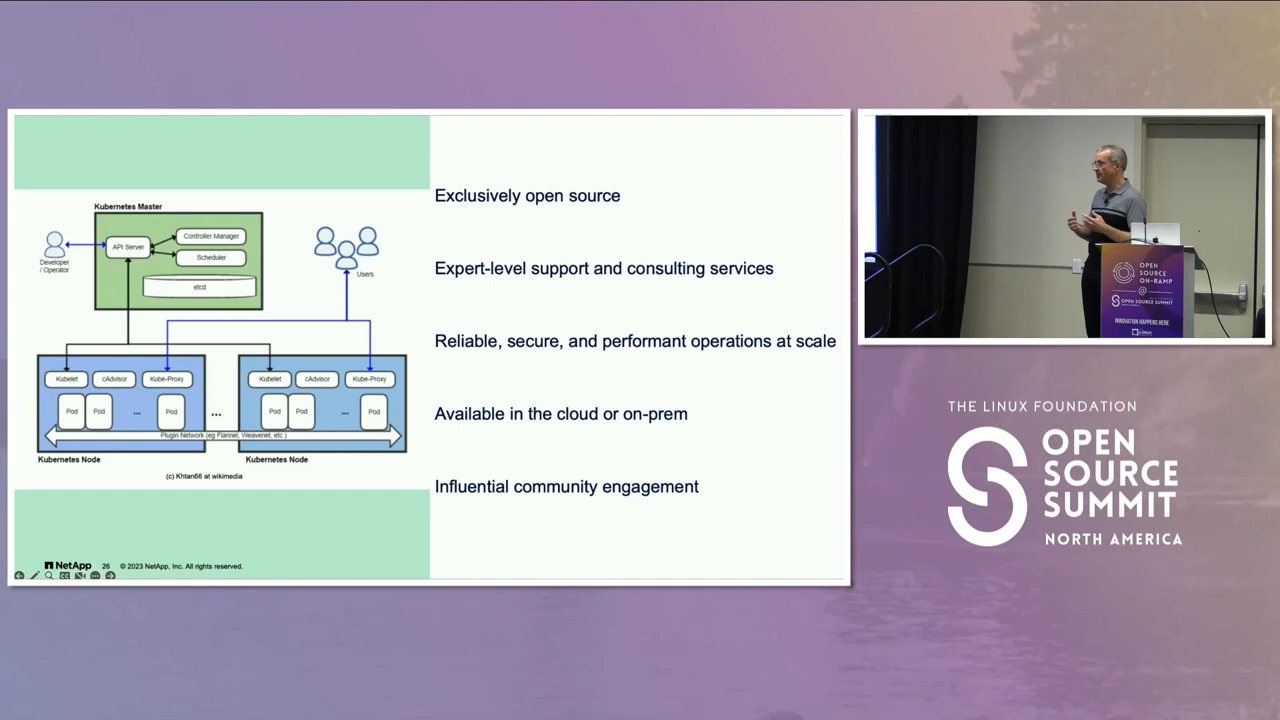 Kubernetes Master
API Server
Controller Manager
Scheduler
etcd
Developer
/ Operator
Users
Kubelet
cAdvisor
Kube-Proxy
Kubelet
cAdvisor
Kube-Proxy
Pod
Pod
...
Pod
...
Pod
Pod
...
Pod
Plugin Network (eg Flannel, Weavenet, etc )
Kubernetes Node
Kubernetes Node
(c) Khtan66 at wikimedia
NetApp
26
© 2023 NetApp, Inc. All rights reserved.
Exclusively open source
Expert-level support and consulting services
Reliable, secure, and performant operations at scale
Available in the cloud or on-prem
Influential community engagement
OPEN
SOURCE
ON-RAMP
@
OPEN SOURCE SUMMIT
INNOVATION HAPPENS HERE
THE LINUX FOUNDATION
OPEN
SOURCE
SUMMIT
NORTH AMERICA